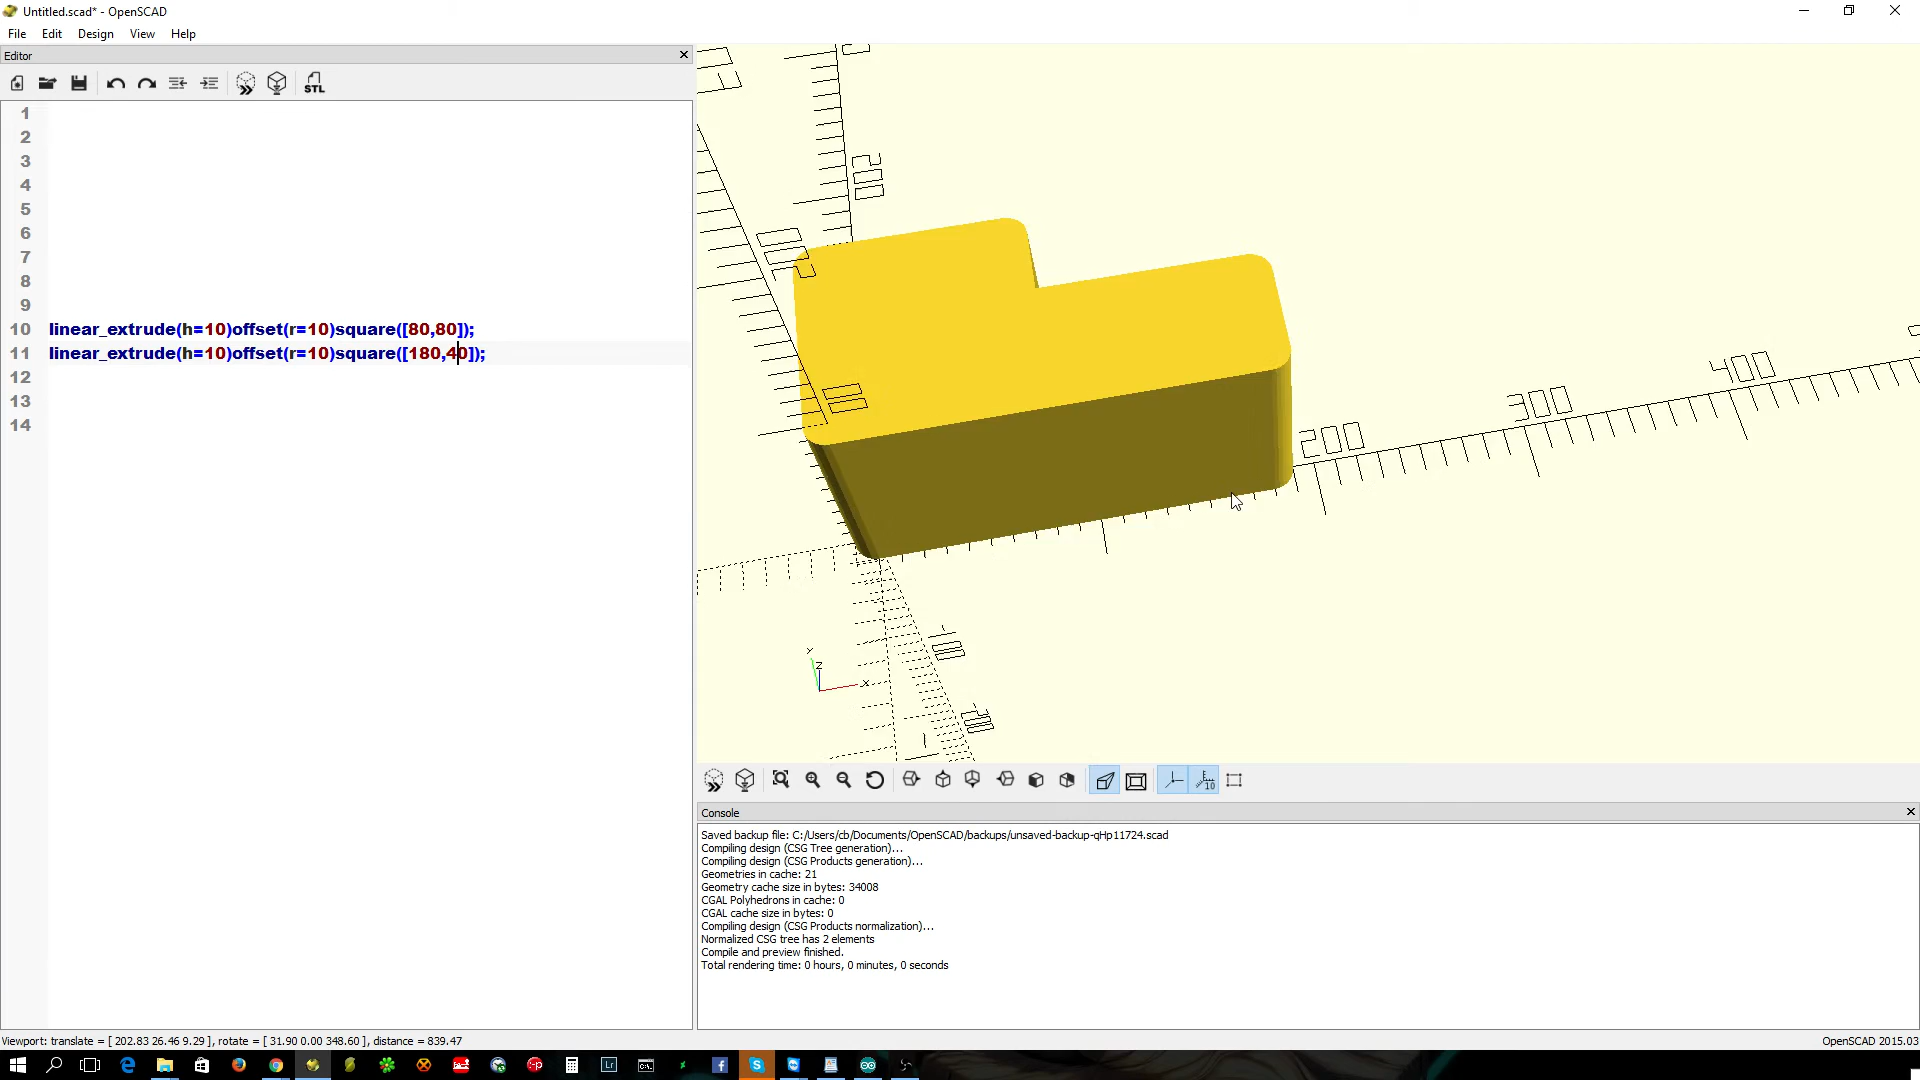 Untitled.scad* - OpenSCAD
File Edit Design View Help
Editor
STL
1
2
3
4
5
6
7
8
9
10 linear_extrude(h=10)offset(r=10)square([80,80]);
11 linear_extrude(h=10)offset(r=10)square([180,40]);
12
13
14
200
300
400
10
Console
Saved backup file: C:/Users/cb/Documents/OpenSCAD/backups/unsaved-backup-qHp11724.scad
Compiling design (CSG Tree generation)...
Compiling design (CSG Products generation)...
Geometries in cache: 21
Geometry cache size in bytes: 34008
CGAL Polyhedrons in cache: 0
CGAL cache size in bytes: 0
Compiling design (CSG Products normalization)...
Normalized CSG tree has 2 elements
Compile and preview finished.
Total rendering time: 0 hours, 0 minutes, 0 seconds
Viewport: translate = [ 202.83 26.46 9.29 ], rotate = [ 31.90 0.00 348.60 ], distance = 839.47
OpenSCAD 2015.03